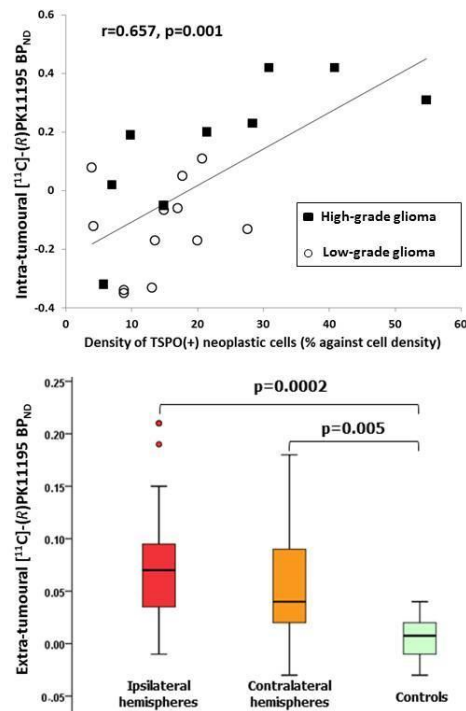 r=0.657, p=0.001
Intra-tumoural [¹¹C]-(R)PK11195 BP_ND
0.6
0.4
0.2
0
-0.2
-0.4
High-grade glioma
Low-grade glioma
0 10 20 30 40 50 60
Density of TSPO(+) neoplastic cells (% against cell density)
p=0.0002
p=0.005
Extra-tumoural [¹¹C]-(R)PK11195 BP_ND
0.25
0.20
0.15
0.10
0.05
0.00
0.05
Ipsilateral hemispheres
Contralateral hemispheres
Controls